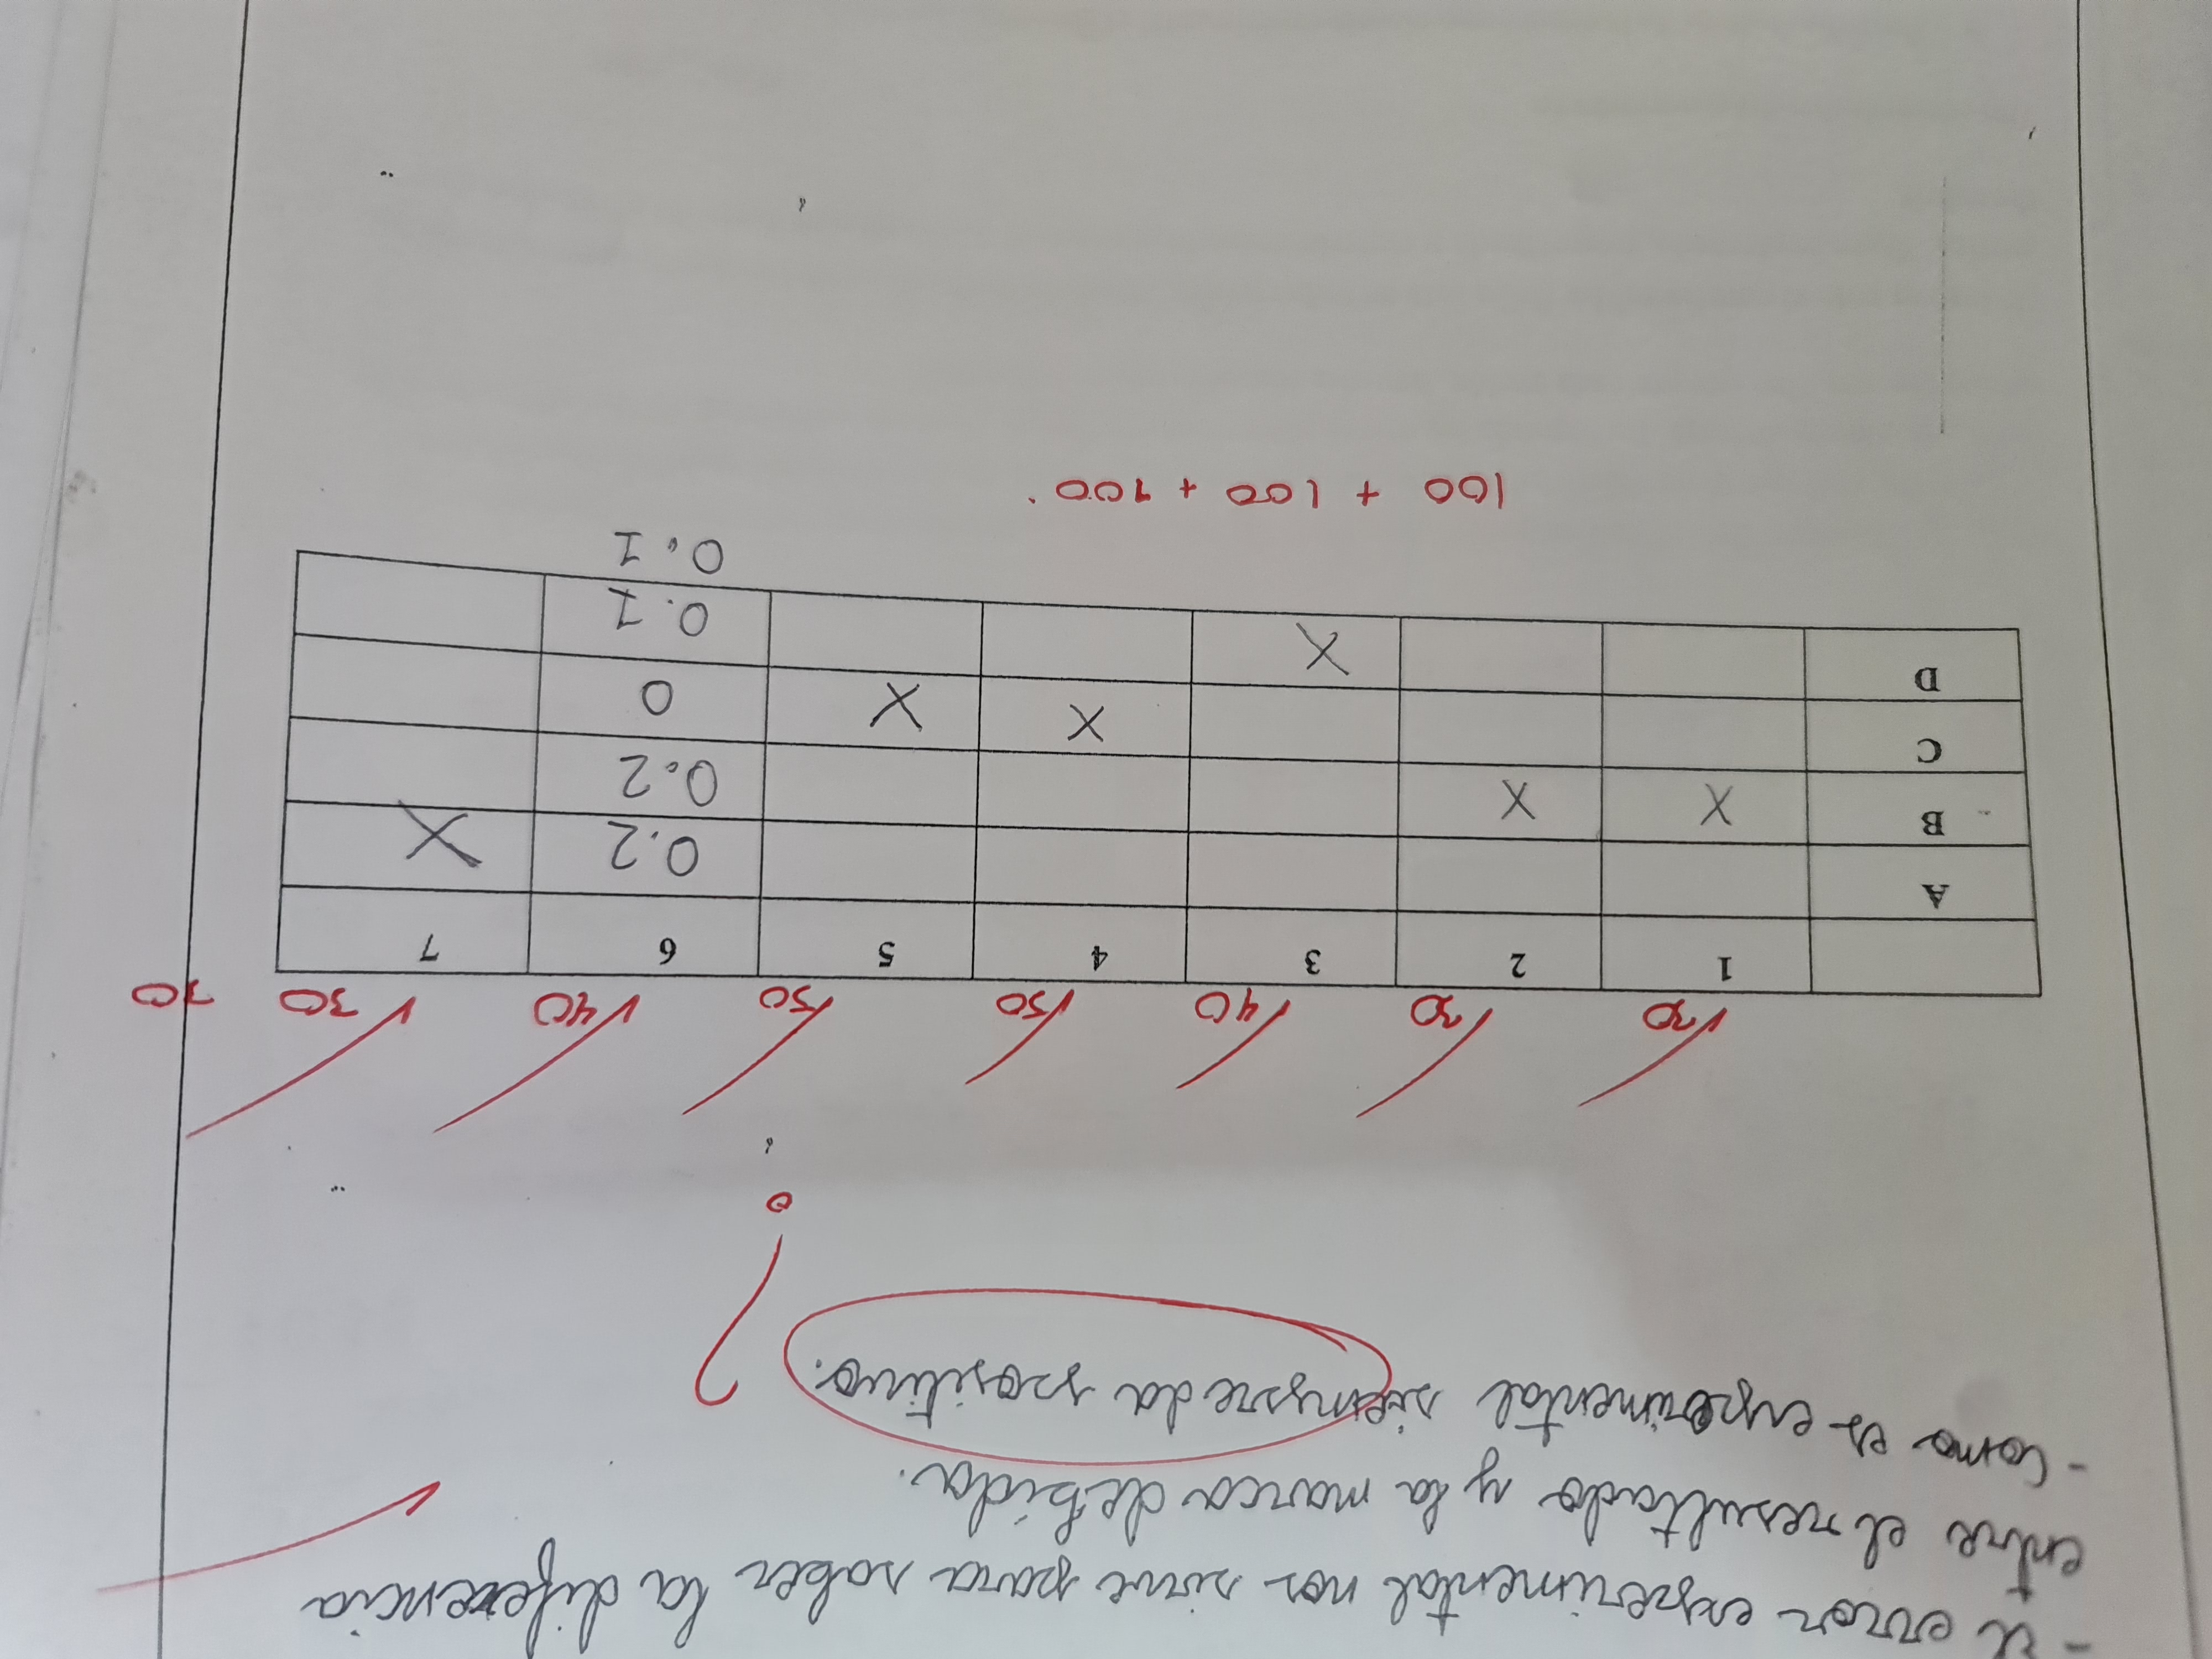 - El error experimental nos sirve para saber la diferencia
entre el resultado y la marca debida.
- Como es experimental siempre da positivo.
?
✓30 ✓30 ✓40 ✓50 ✓50 ✓40 ✓30 30
1 2 3 4 5 6 7
A 0.2 X
B X X 0.2
C X X 0
D X 0.1
0.1
100 + 100 + 100.